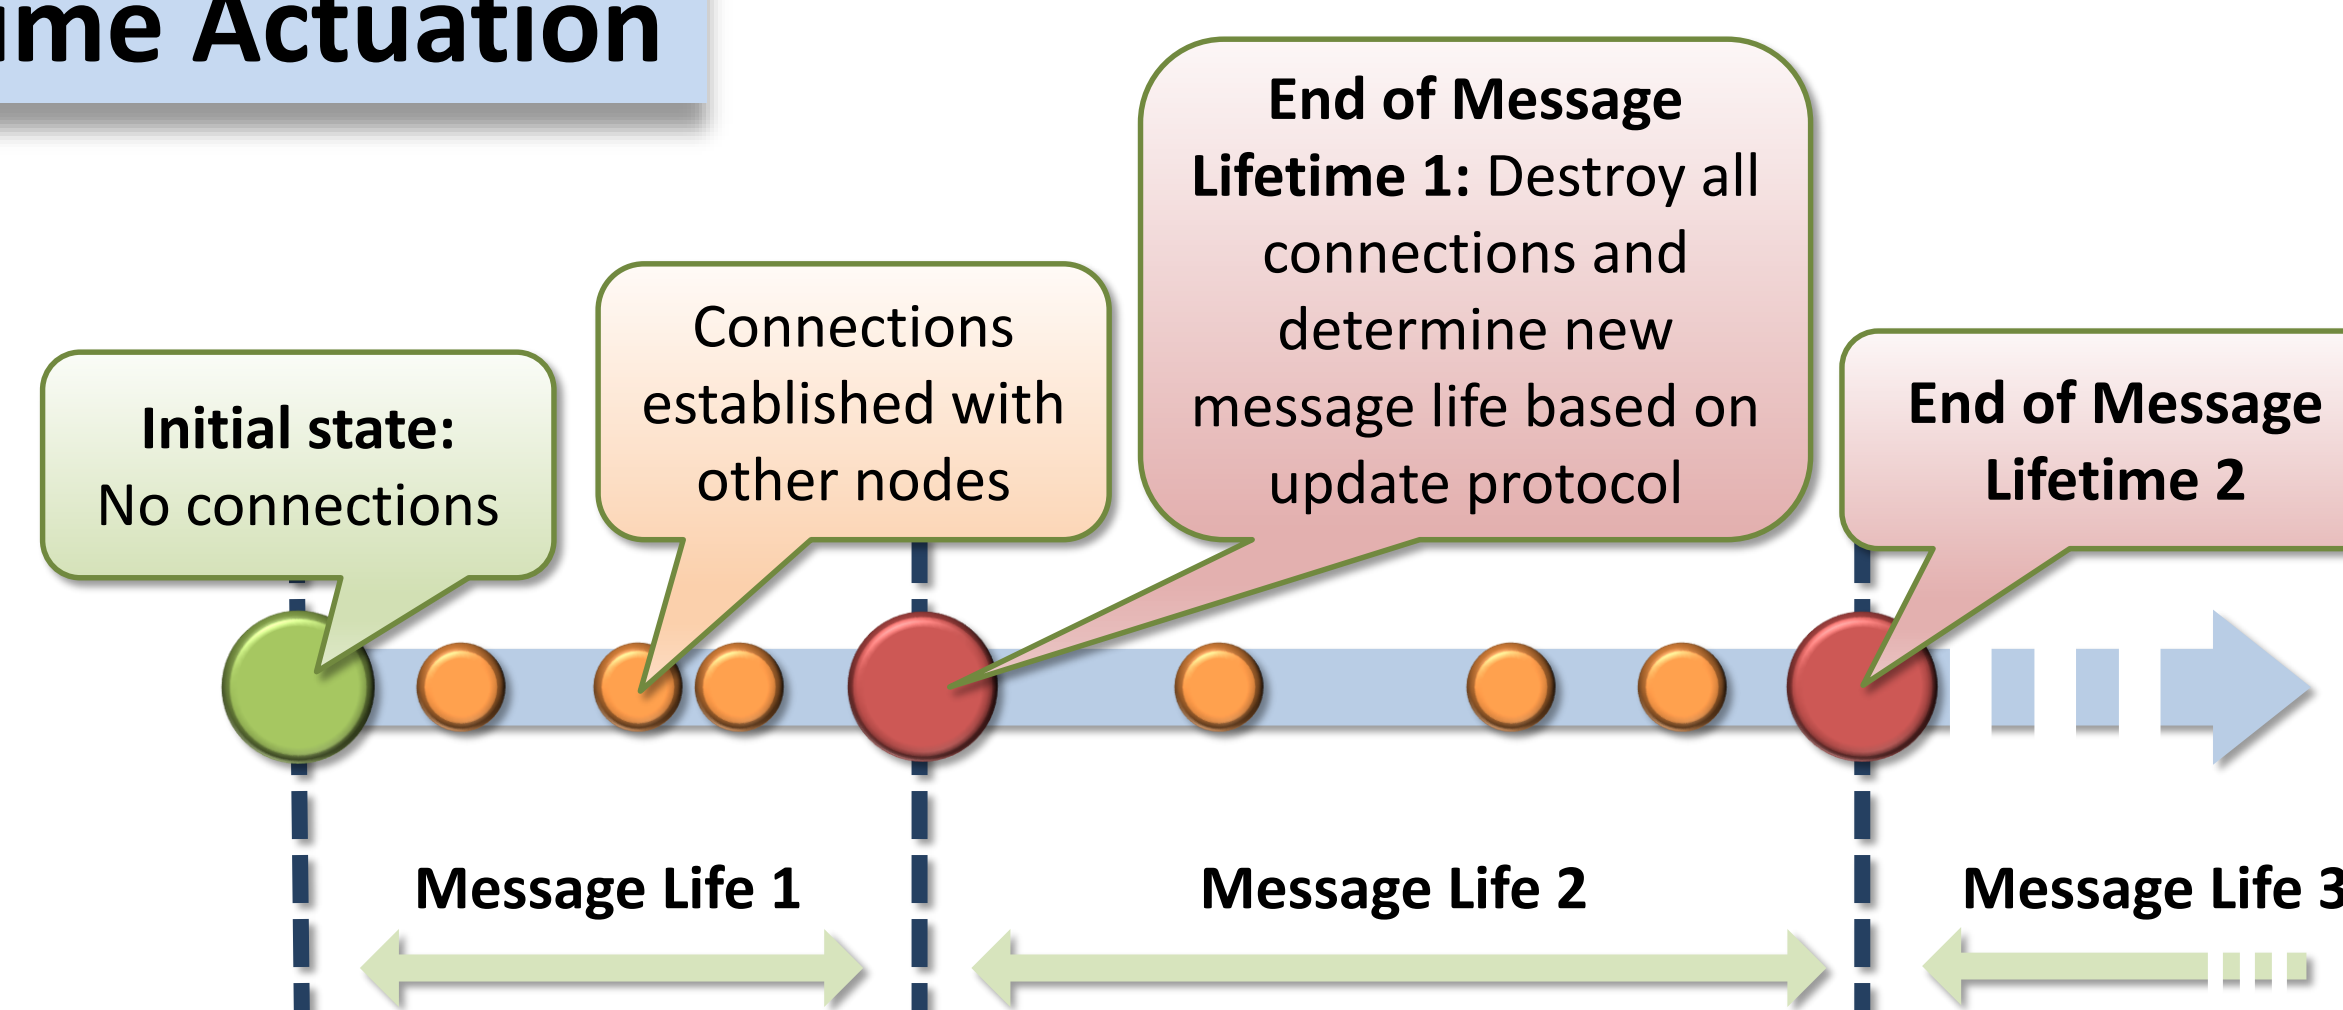 Actuation
End of Message
Lifetime 1: Destroy all
connections and
determine new
message life based on
update protocol
Connections
established with
other nodes
Initial state:
No connections
End of Message
Lifetime 2
Message Life 1
Message Life 2
Message Life 3